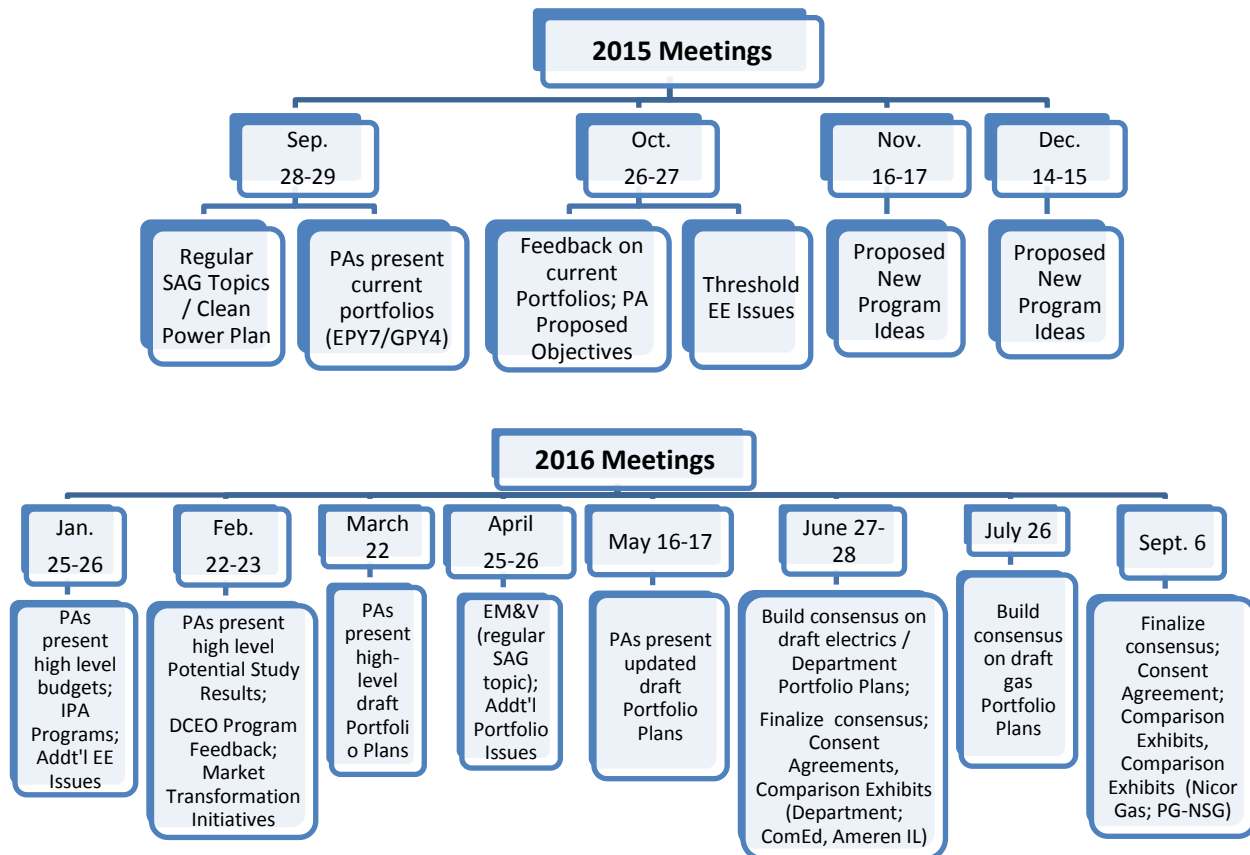 2015 Meetings
Sep.
28-29
Oct.
26-27
Nov.
16-17
Dec.
14-15
Regular
SAG Topics
/ Clean
Power Plan
PAs present
current
portfolios
(EPY7/GPY4)
Feedback on
current
Portfolios; PA
Proposed
Objectives
Threshold
EE Issues
Proposed
New
Program
Ideas
Proposed
New
Program
Ideas
2016 Meetings
Jan.
25-26
Feb.
22-23
March
22
April
25-26
May 16-17
June 27-
28
July 26
Sept. 6
PAs
present
high level
budgets;
IPA
Programs;
Addt'l EE
Issues
PAs present
high level
Potential Study
Results;
DCEO Program
Feedback;
Market
Transformation
Initiatives
PAs
present
high-
level
draft
Portfoli
o Plans
EM&V
(regular
SAG
topic);
Addt'l
Portfolio
Issues
PAs present
updated
draft
Portfolio
Plans
Build consensus on
draft electrics /
Department
Portfolio Plans;
Finalize consensus;
Consent
Agreements,
Comparison Exhibits
(Department;
ComEd, Ameren IL)
Build
consensus
on draft
gas
Portfolio
Plans
Finalize
consensus;
Consent
Agreement;
Comparison
Exhibits,
Comparison
Exhibits (Nicor
Gas; PG-NSG)